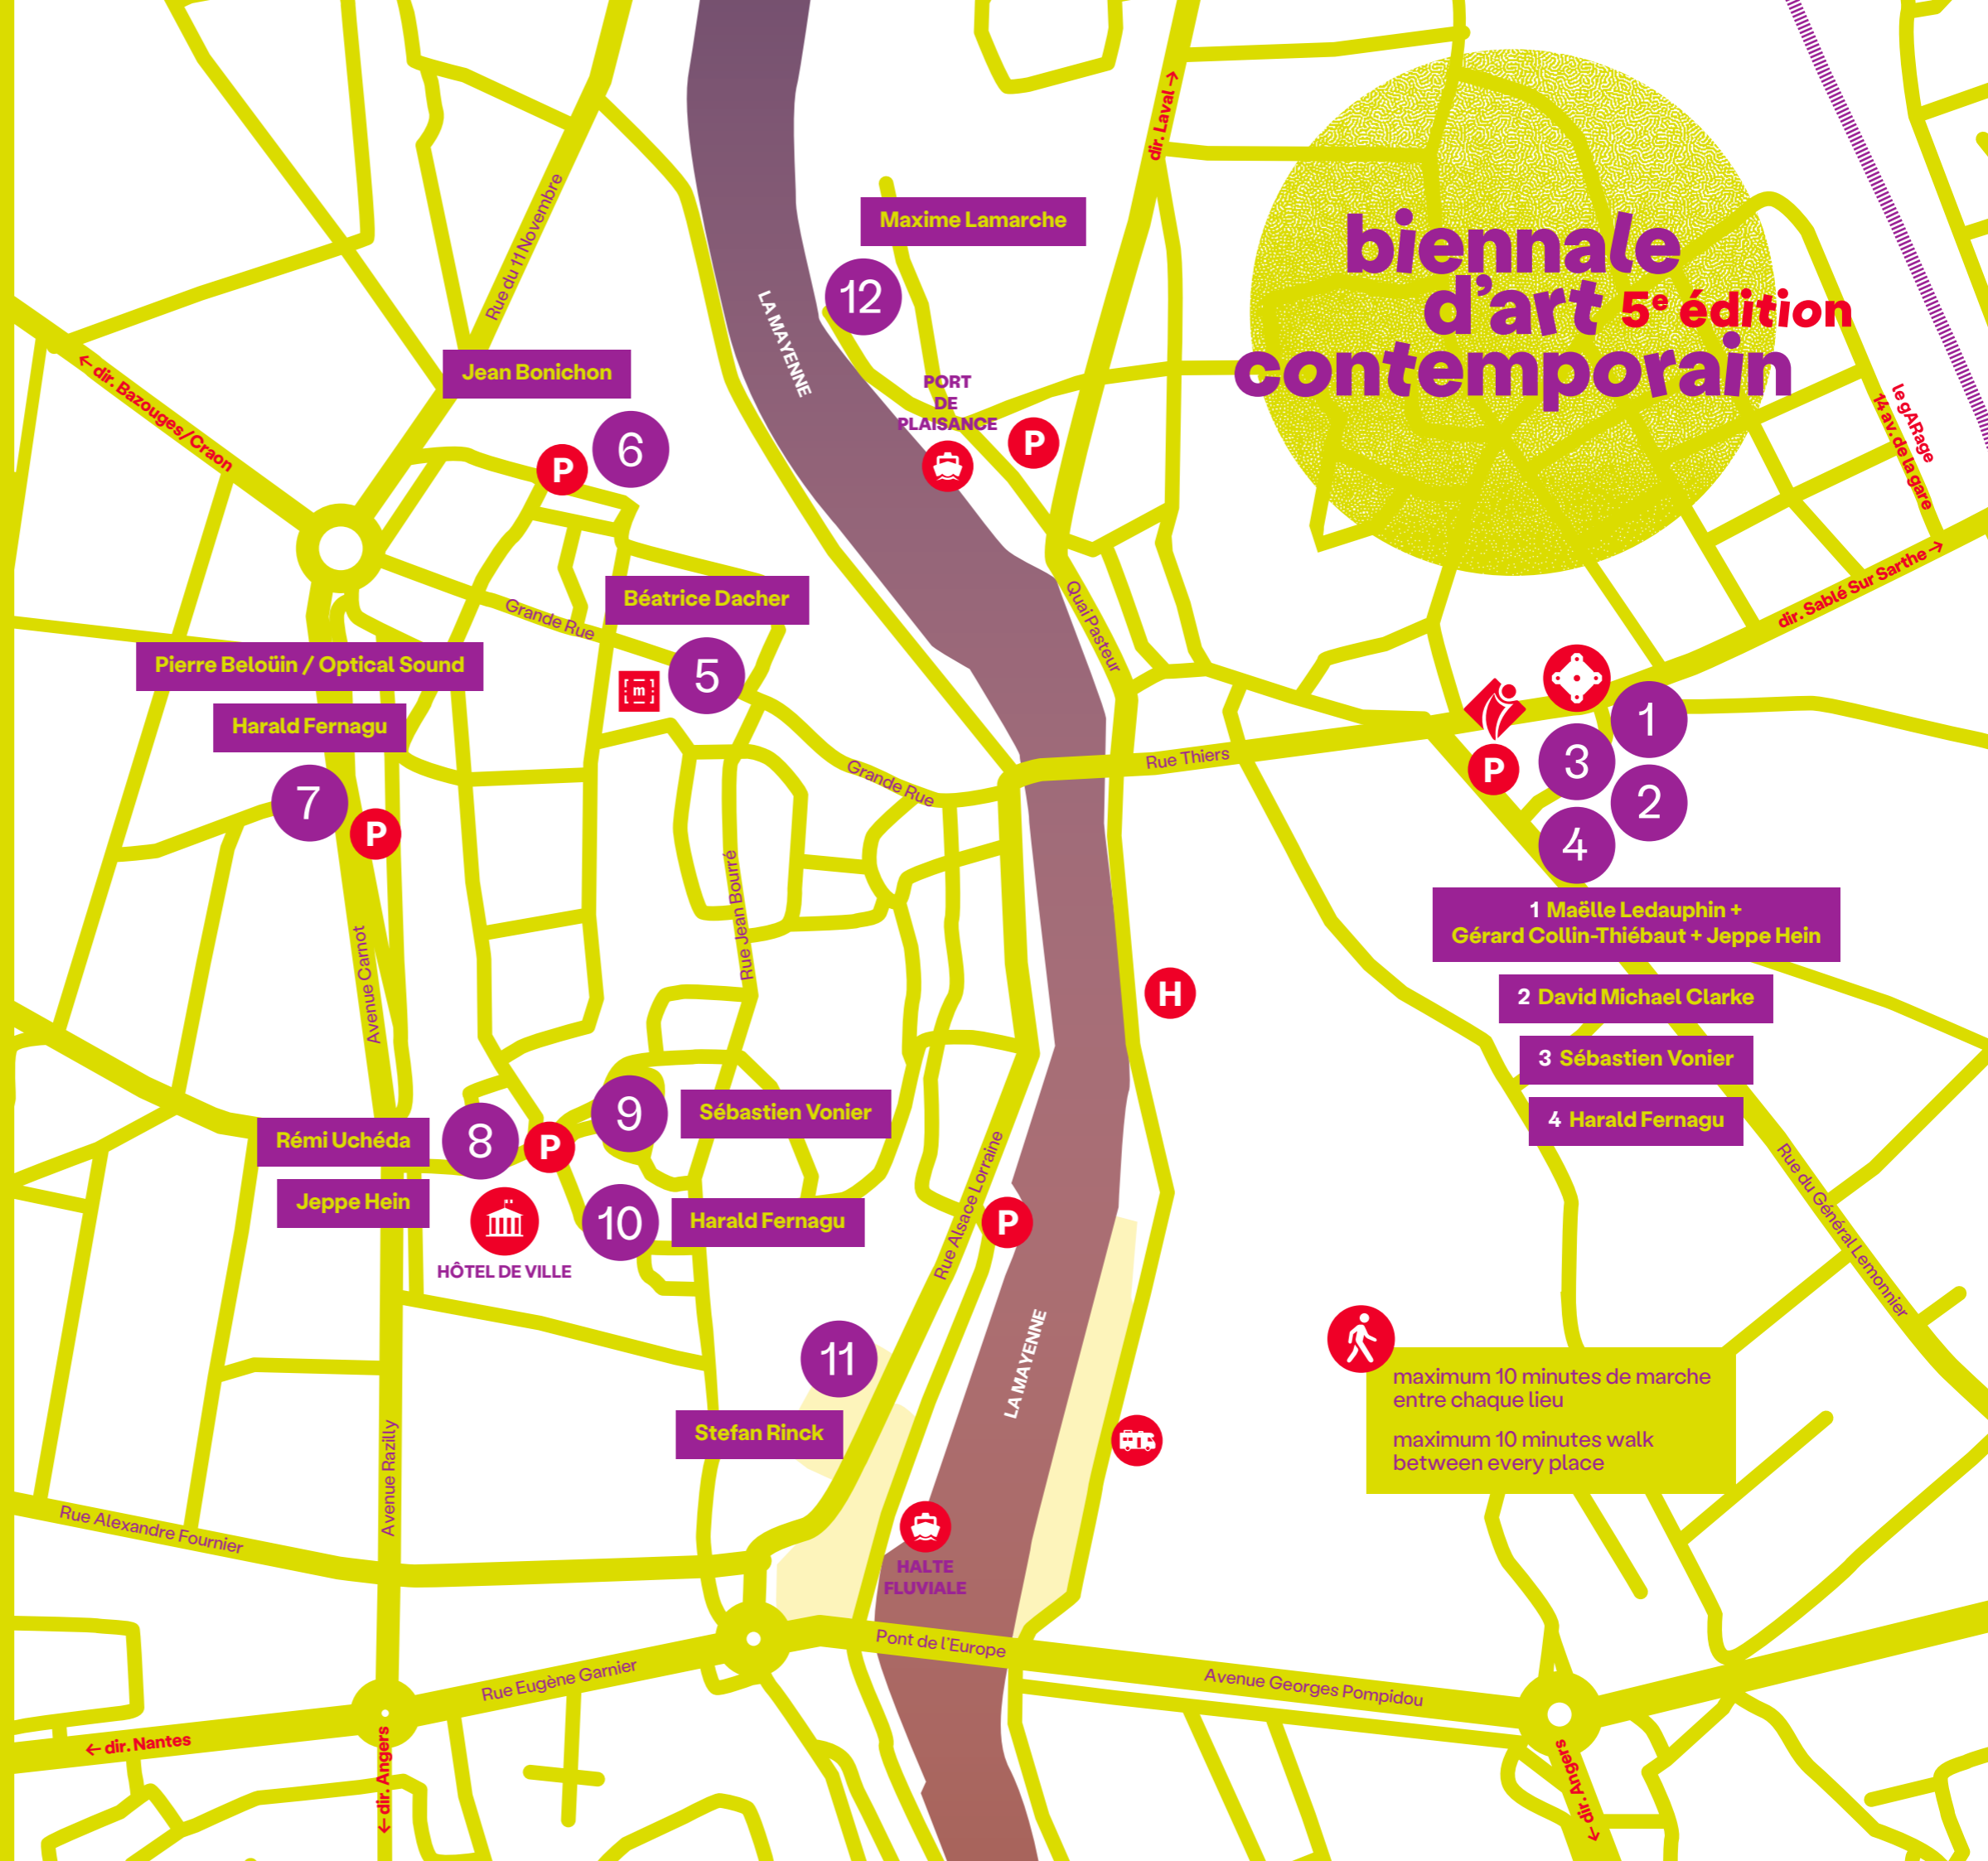 biennale
d'art 5e édition
contemporain
dir. Laval →
Maxime Lamarche
12
LA MAYENNE
PORT
DE
PLAISANCE
P
Rue du 11 Novembre
Jean Bonichon
6
P
← dir. Bazouges/Craon
le gARage
14 av. de la gare
dir. Sablé Sur Sarthe →
Quai Pasteur
Béatrice Dacher
5
m
Grande Rue
Pierre Beloüin / Optical Sound
Harald Fernagu
7
P
Grande Rue
Rue Thiers
P
1
3
2
4
1 Maëlle Ledauphin +
Gérard Collin-Thiébaut + Jeppe Hein
2 David Michael Clarke
3 Sébastien Vonier
4 Harald Fernagu
Rue Jean Bourré
Avenue Carnot
H
9
Sébastien Vonier
Rémi Uchéda
8
P
Jeppe Hein
HÔTEL DE VILLE
10
Harald Fernagu
Rue Alsace Lorraine
P
Rue du Général Lemonnier
11
Stefan Rinck
LA MAYENNE
maximum 10 minutes de marche
entre chaque lieu
maximum 10 minutes walk
between every place
Avenue Razilly
Rue Alexandre Fournier
HALTE
FLUVIALE
Pont de l'Europe
Rue Eugène Garnier
Avenue Georges Pompidou
← dir. Nantes
← dir. Angers
dir. Angers →